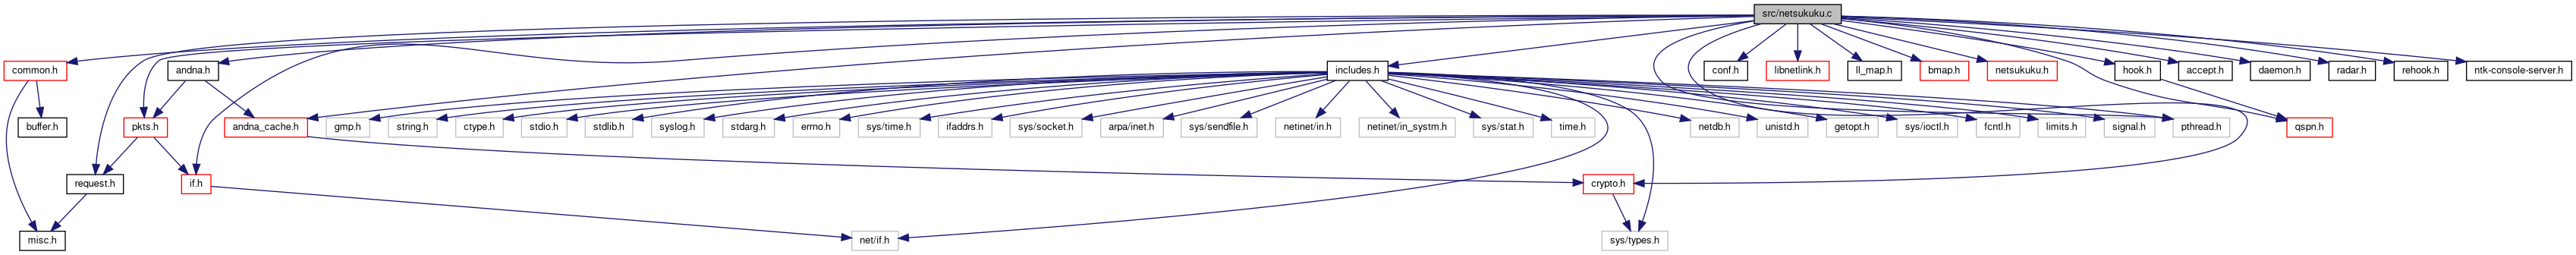 src/netsukuku.c
common.h
andna.h
includes.h
conf.h
libnetlink.h
ll_map.h
bmap.h
netsukuku.h
hook.h
accept.h
daemon.h
radar.h
rehook.h
ntk-console-server.h
buffer.h
pkts.h
andna_cache.h
gmp.h
string.h
ctype.h
stdio.h
stdlib.h
syslog.h
stdarg.h
errno.h
sys/time.h
ifaddrs.h
sys/socket.h
arpa/inet.h
sys/sendfile.h
netinet/in.h
netinet/in_systm.h
sys/stat.h
time.h
netdb.h
unistd.h
getopt.h
sys/ioctl.h
fcntl.h
limits.h
signal.h
pthread.h
qspn.h
request.h
if.h
crypto.h
misc.h
net/if.h
sys/types.h